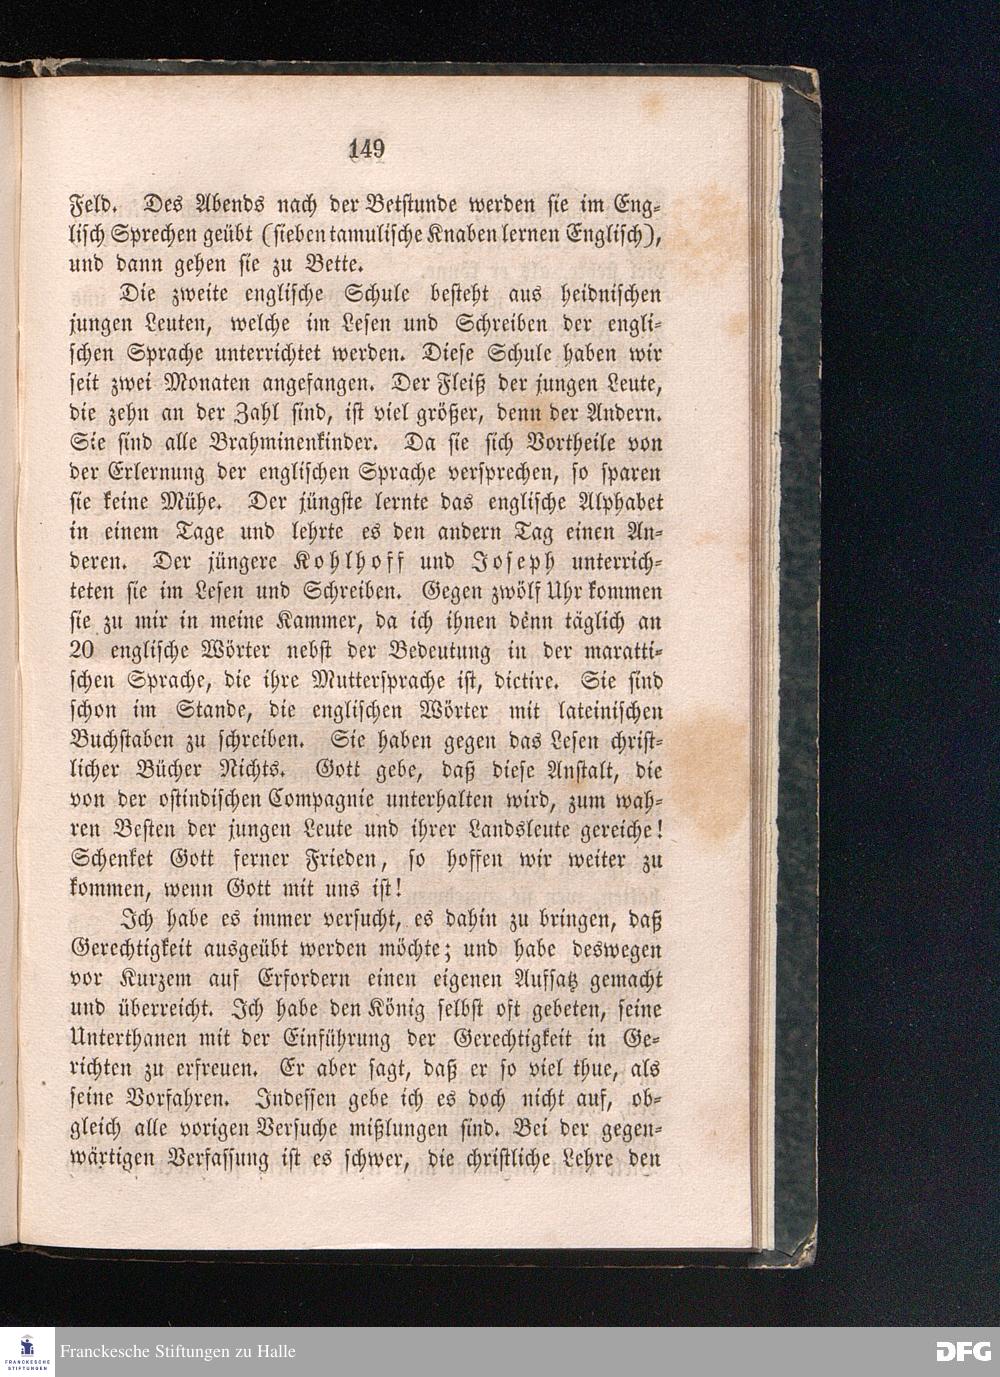 149
Feld. Des Abends nach der Betstunde werden sie im Eng-
lisch Sprechen geübt (sieben tamulische Knaben lernen Englisch),
und dann gehen sie zu Bette.
Die zweite englische Schule besteht aus heidnischen
jungen Leuten, welche im Lesen und Schreiben der engli-
schen Sprache unterrichtet werden. Diese Schule haben wir
seit zwei Monaten angefangen. Der Fleiß der jungen Leute,
die zehn an der Zahl sind, ist viel größer, denn der Andern.
Sie sind alle Brahminenkinder. Da sie sich Vortheile von
der Erlernung der englischen Sprache versprechen, so sparen
sie keine Mühe. Der jüngste lernte das englische Alphabet
in einem Tage und lehrte es den andern Tag einen An-
deren. Der jüngere Kohlhoff und Joseph unterrich-
teten sie im Lesen und Schreiben. Gegen zwölf Uhr kommen
sie zu mir in meine Kammer, da ich ihnen denn täglich an
20 englische Wörter nebst der Bedeutung in der maratti-
schen Sprache, die ihre Muttersprache ist, dictire. Sie sind
schon im Stande, die englischen Wörter mit lateinischen
Buchstaben zu schreiben. Sie haben gegen das Lesen christ-
licher Bücher Nichts. Gott gebe, daß diese Anstalt, die
von der ostindischen Compagnie unterhalten wird, zum wah-
ren Besten der jungen Leute und ihrer Landsleute gereiche!
Schenket Gott ferner Frieden, so hoffen wir weiter zu
kommen, wenn Gott mit uns ist!
Ich habe es immer versucht, es dahin zu bringen, daß
Gerechtigkeit ausgeübt werden möchte; und habe deswegen
vor Kurzem auf Erfordern einen eigenen Aufsatz gemacht
und überreicht. Ich habe den König selbst oft gebeten, seine
Unterthanen mit der Einführung der Gerechtigkeit in Ge-
richten zu erfreuen. Er aber sagt, daß er so viel thue, als
seine Vorfahren. Indessen gebe ich es doch nicht auf, ob-
gleich alle vorigen Versuche mißlungen sind. Bei der gegen-
wärtigen Verfassung ist es schwer, die christliche Lehre den
FRANCKESCHE
STIFTUNGEN
Franckesche Stiftungen zu Halle
DFG